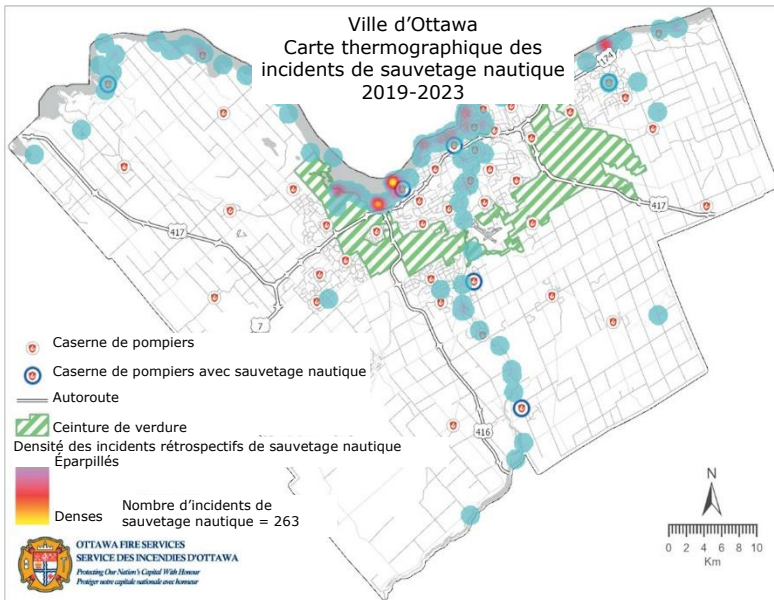 Ville d’Ottawa
Carte thermographique des
incidents de sauvetage nautique
2019-2023
174
417
417
7
416
Caserne de pompiers
Caserne de pompiers avec sauvetage nautique
Autoroute
Ceinture de verdure
Densité des incidents rétrospectifs de sauvetage nautique
Éparpillés
Denses
Nombre d’incidents de
sauvetage nautique = 263
N
0 2 4 6 8 10
Km
OTTAWA FIRE SERVICES
SERVICE DES INCENDIES D'OTTAWA
Protecting Our Nation's Capital With Honour
Protéger notre capitale nationale avec honneur